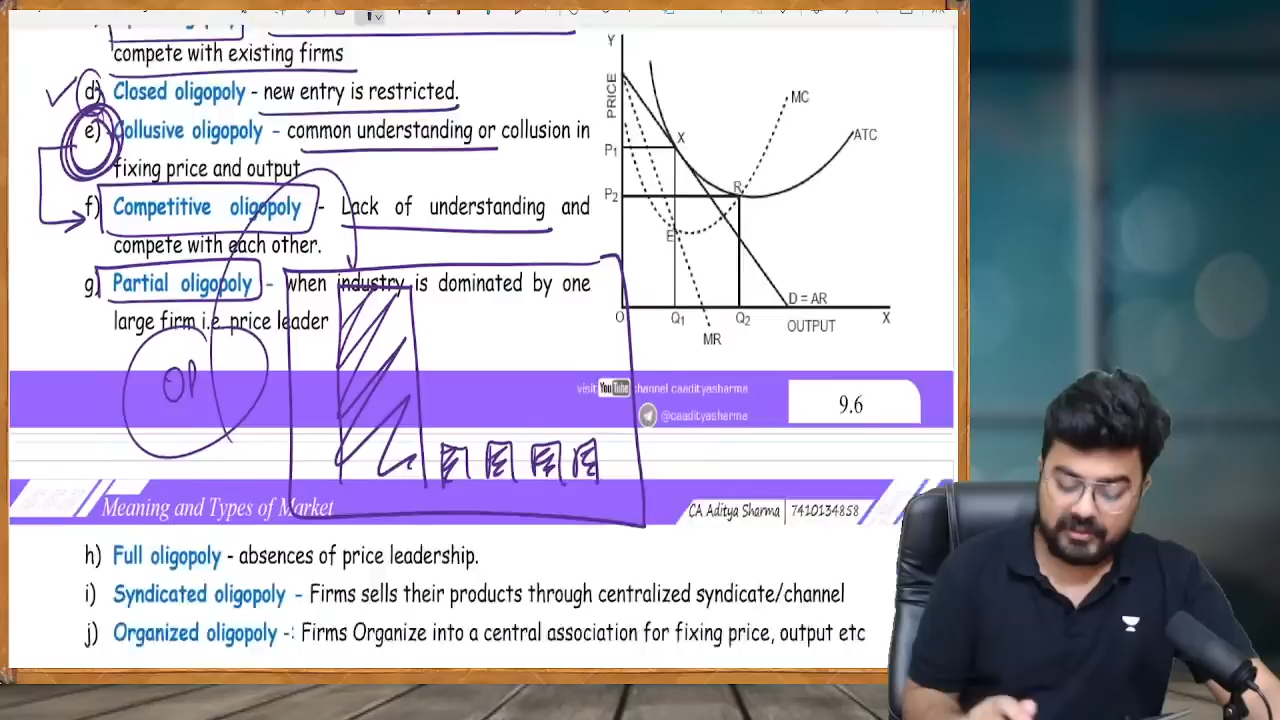 compete with existing firms
d) Closed oligopoly - new entry is restricted.
e) Collusive oligopoly - common understanding or collusion in
fixing price and output
f) Competitive oligopoly - Lack of understanding and
compete with each other.
g) Partial oligopoly - when industry is dominated by one
large firm i.e. price leader
OP
Y
PRICE
MC
X
ATC
P1
P2
R
E
D = AR
O
Q1
Q2
X
OUTPUT
MR
visit YouTube channel caadityasharma
@caadityasharma
9.6
Meaning and Types of Market
CA Aditya Sharma | 7410134858
h) Full oligopoly - absences of price leadership.
i) Syndicated oligopoly - Firms sells their products through centralized syndicate/channel
j) Organized oligopoly -: Firms Organize into a central association for fixing price, output etc